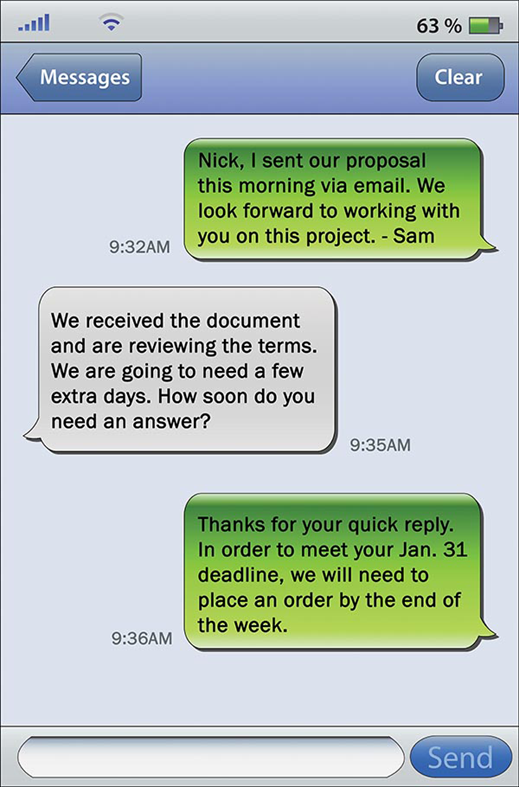 63 %
Messages
Clear
Nick, I sent our proposal
this morning via email. We
look forward to working with
you on this project. - Sam
9:32AM
We received the document
and are reviewing the terms.
We are going to need a few
extra days. How soon do you
need an answer?
9:35AM
Thanks for your quick reply.
In order to meet your Jan. 31
deadline, we will need to
place an order by the end of
the week.
9:36AM
Send